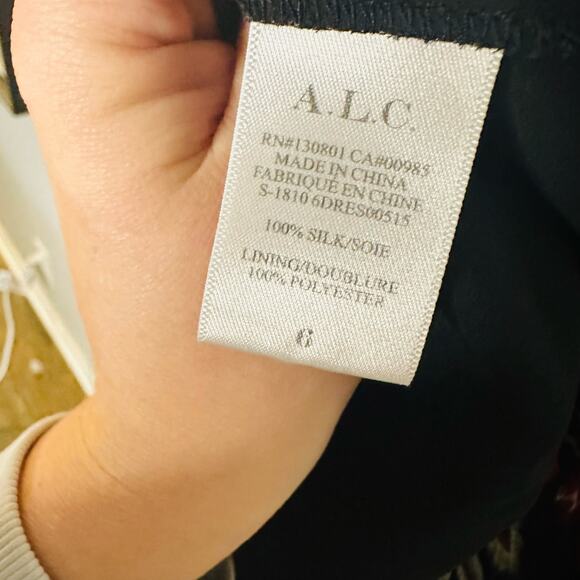 A.L.C.
RN#130801 CA#00985
MADE IN CHINA
FABRIQUÉ EN CHINE
S-1810 6DRES00515
100% SILK/SOIE
LINING/DOUBLURE
100% POLYESTER
6